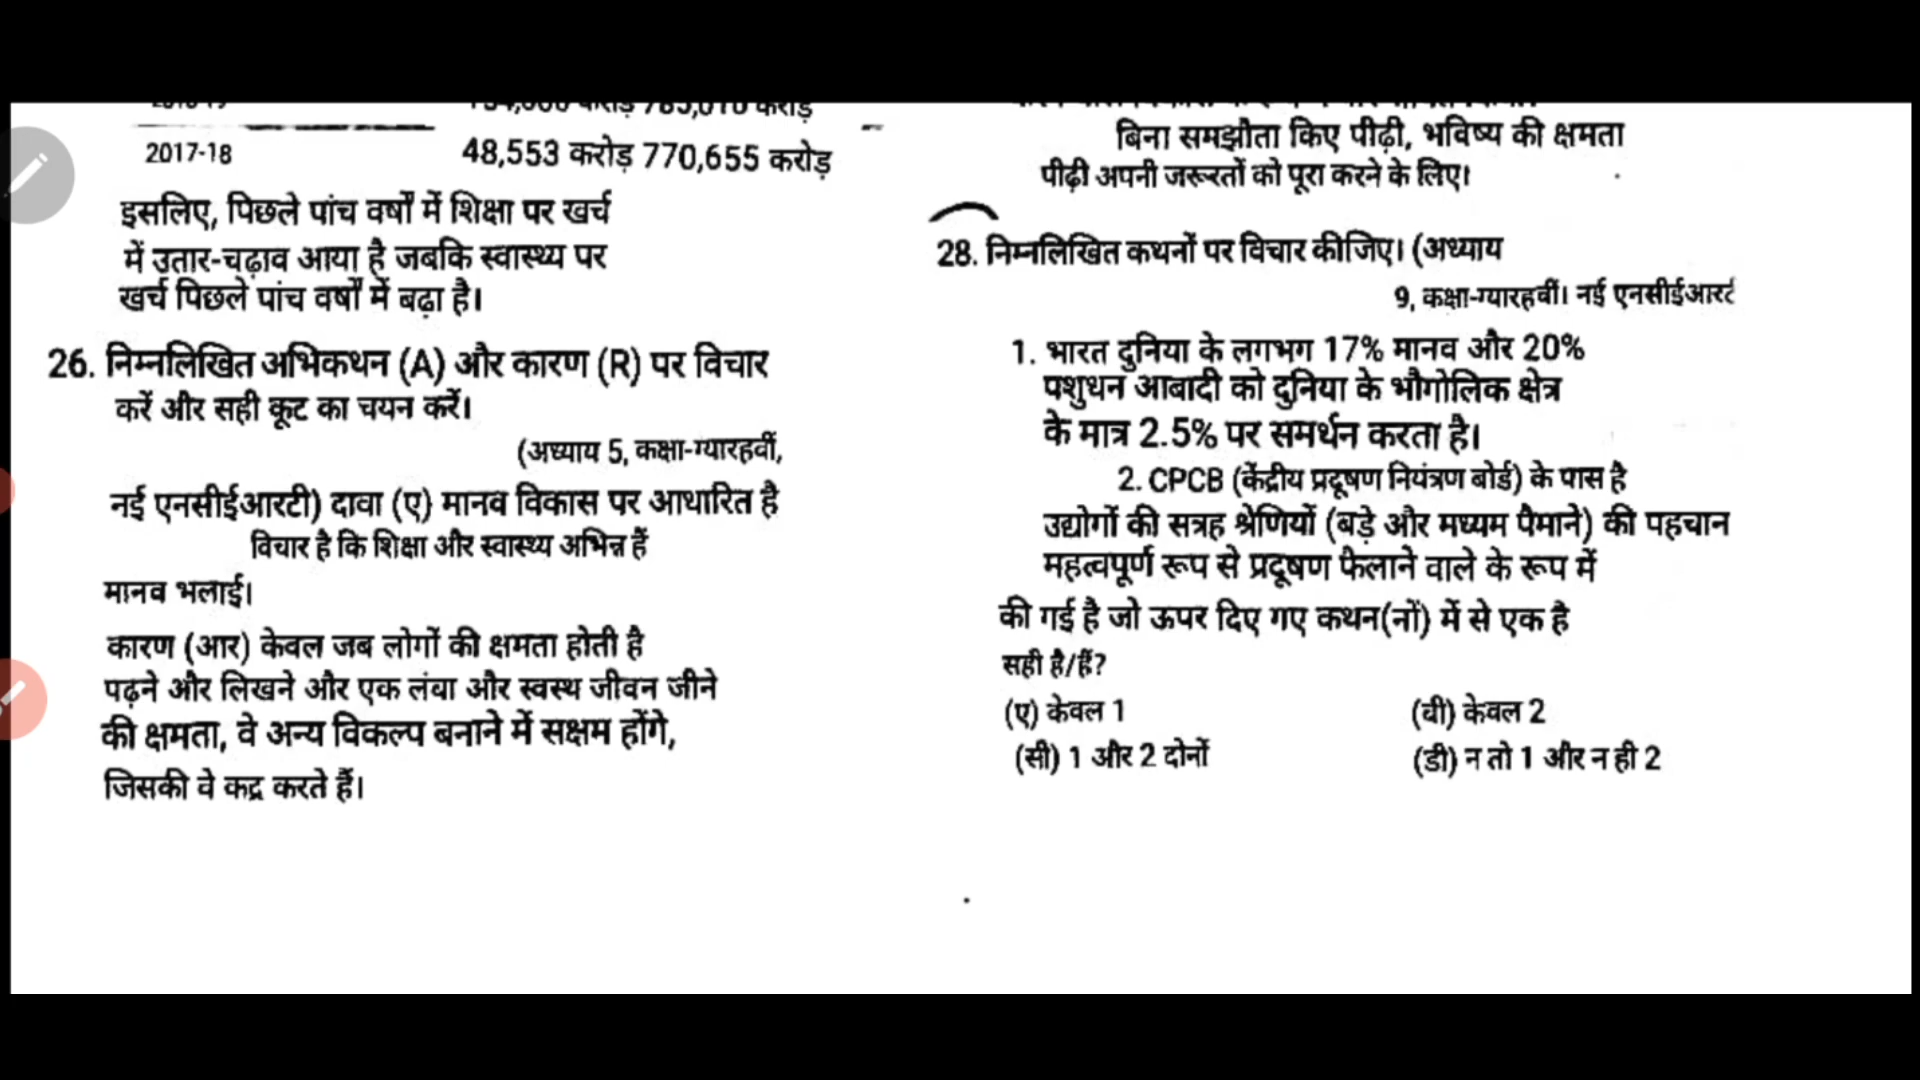 2017-18 48,553 करोड़ 770,655 करोड़
इसलिए, पिछले पांच वर्षों में शिक्षा पर खर्च
में उतार-चढ़ाव आया है जबकि स्वास्थ्य पर
खर्च पिछले पांच वर्षों में बढ़ा है।
26. निम्नलिखित अभिकथन (A) और कारण (R) पर विचार
करें और सही कूट का चयन करें।
(अध्याय 5, कक्षा-ग्यारहवीं,
नई एनसीईआरटी) दावा (ए) मानव विकास पर आधारित है
विचार है कि शिक्षा और स्वास्थ्य अभिन्न हैं
मानव भलाई।
कारण (आर) केवल जब लोगों की क्षमता होती है
पढ़ने और लिखने और एक लंबा और स्वस्थ जीवन जीने
की क्षमता, वे अन्य विकल्प बनाने में सक्षम होंगे,
जिसकी वे कद्र करते हैं।
बिना समझौता किए पीढ़ी, भविष्य की क्षमता
पीढ़ी अपनी जरूरतों को पूरा करने के लिए।
28. निम्नलिखित कथनों पर विचार कीजिए। (अध्याय
9, कक्षा-ग्यारहवीं। नई
1. भारत दुनिया के लगभग 17% मानव और 20%
पशुधन आबादी को दुनिया के भौगोलिक क्षेत्र
के मात्र 2.5% पर समर्थन करता है।
2. CPCB (केंद्रीय प्रदूषण नियंत्रण बोर्ड) के पास है
उद्योगों की सत्रह श्रेणियों (बड़े और मध्यम पैमाने) की पहचान
महत्वपूर्ण रूप से प्रदूषण फैलाने वाले के रूप में
की गई है जो ऊपर दिए गए कथन(नों) में से एक है
सही है/हैं?
(ए) केवल 1 (बी) केवल 2
(सी) 1 और 2 दोनों (डी) न तो 1 और न ही 2